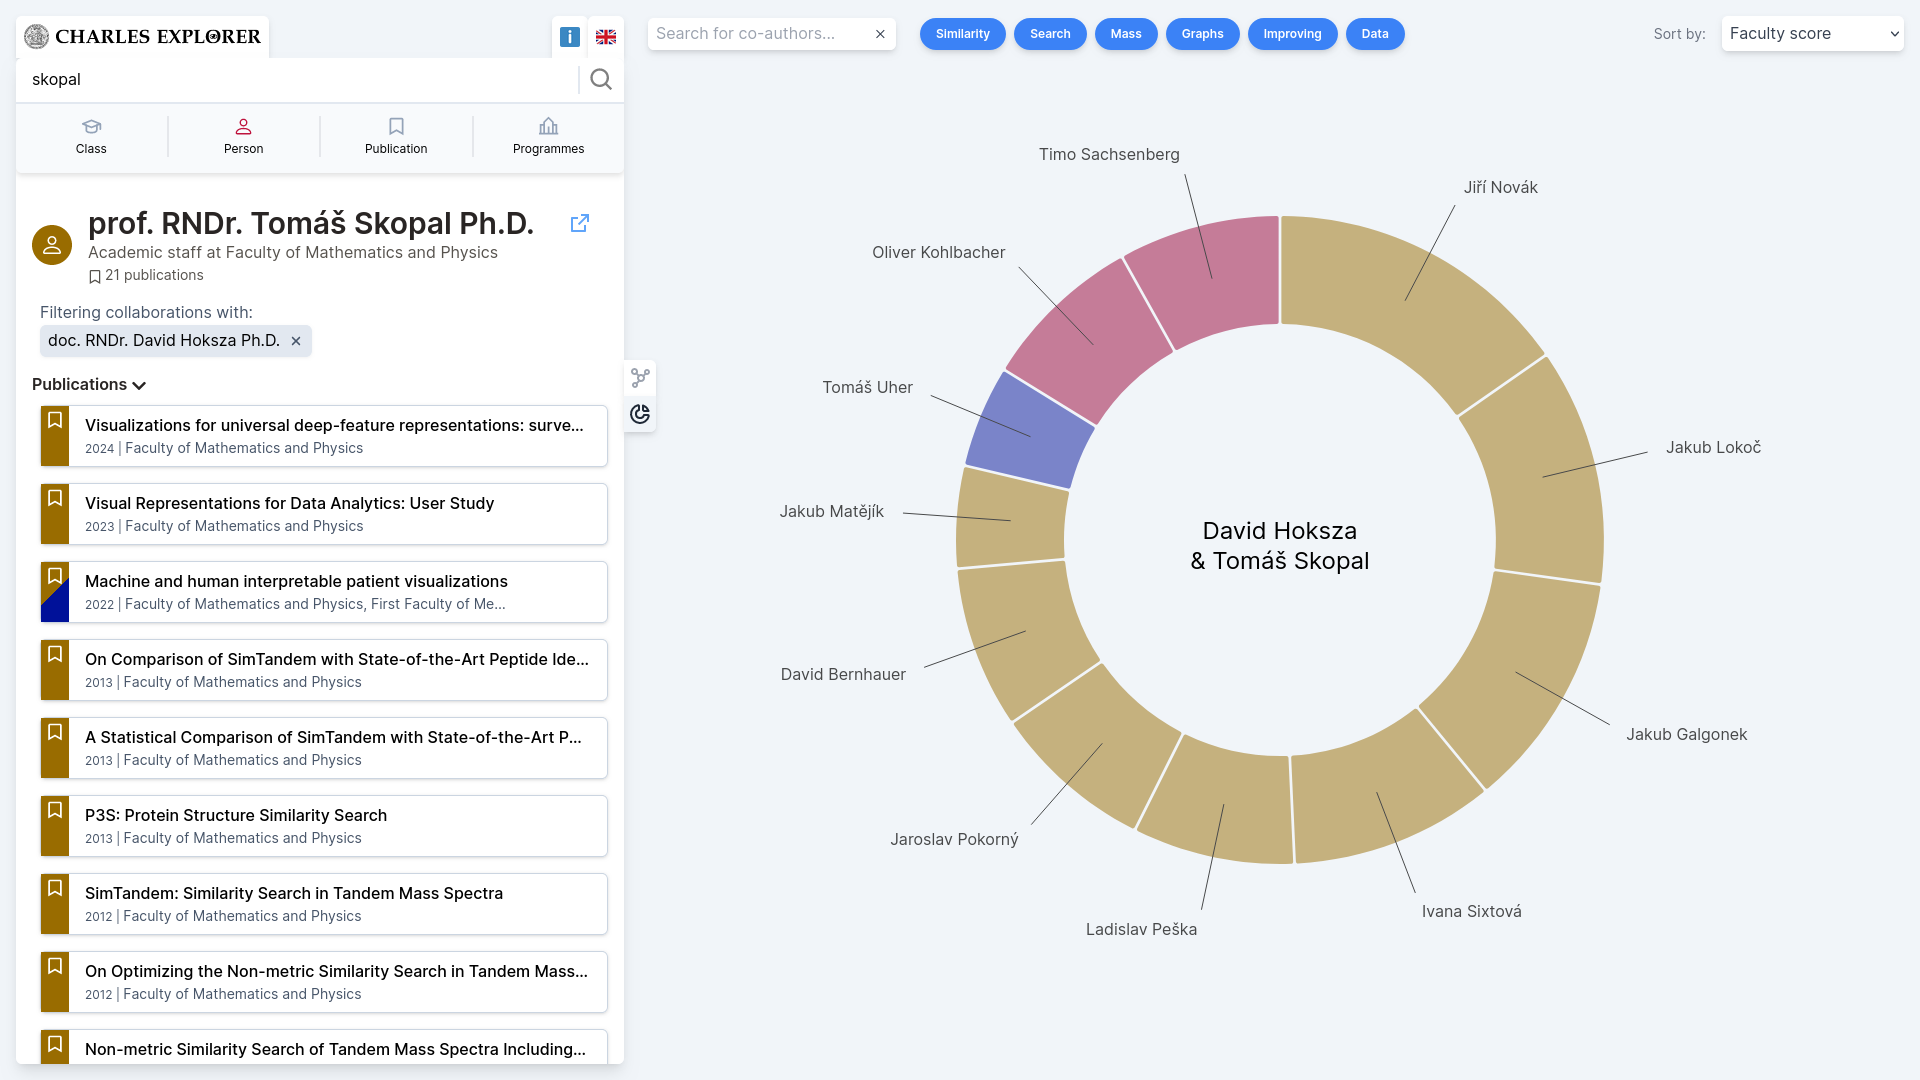 CHARLES EXPLORER
skopal
Class
Person
Publication
Programmes
prof. RNDr. Tomáš Skopal Ph.D.
Academic staff at Faculty of Mathematics and Physics
21 publications
Filtering collaborations with:
doc. RNDr. David Hoksza Ph.D.
Publications
Visualizations for universal deep-feature representations: surve...
2024 | Faculty of Mathematics and Physics
Visual Representations for Data Analytics: User Study
2023 | Faculty of Mathematics and Physics
Machine and human interpretable patient visualizations
2022 | Faculty of Mathematics and Physics, First Faculty of Me...
On Comparison of SimTandem with State-of-the-Art Peptide Ide...
2013 | Faculty of Mathematics and Physics
A Statistical Comparison of SimTandem with State-of-the-Art P...
2013 | Faculty of Mathematics and Physics
P3S: Protein Structure Similarity Search
2013 | Faculty of Mathematics and Physics
SimTandem: Similarity Search in Tandem Mass Spectra
2012 | Faculty of Mathematics and Physics
On Optimizing the Non-metric Similarity Search in Tandem Mass...
2012 | Faculty of Mathematics and Physics
Non-metric Similarity Search of Tandem Mass Spectra Including...
Search for co-authors...
Similarity
Search
Mass
Graphs
Improving
Data
Sort by:
Faculty score
Timo Sachsenberg
Jiří Novák
Oliver Kohlbacher
Tomáš Uher
Jakub Lokoč
Jakub Matějík
David Hoksza
& Tomáš Skopal
David Bernhauer
Jakub Galgonek
Jaroslav Pokorný
Ivana Sixtová
Ladislav Peška